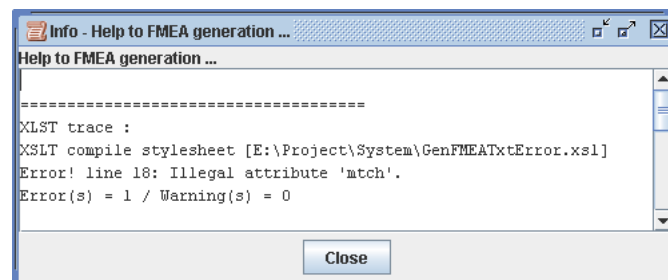 Info - Help to FMEA generation ...
Help to FMEA generation ...
=====================================
XLST trace :
XSLT compile stylesheet [E:\Project\System\GenFMEATxtError.xsl]
Error! line 18: Illegal attribute 'mtch'.
Error(s) = 1 / Warning(s) = 0
Close